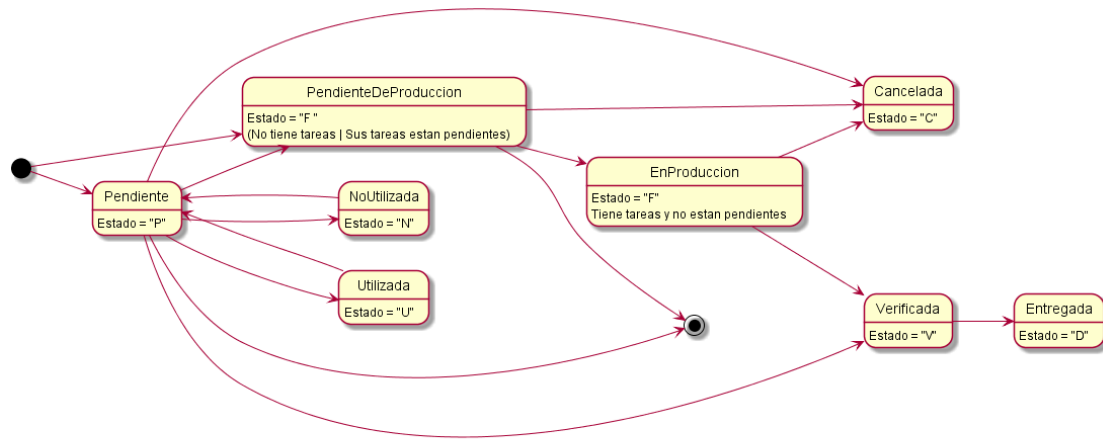 PendienteDeProduccion
Estado = "F "
(No tiene tareas | Sus tareas estan pendientes)
Cancelada
Estado = "C"
EnProduccion
Estado = "F"
Tiene tareas y no estan pendientes
Pendiente
Estado = "P"
NoUtilizada
Estado = "N"
Utilizada
Estado = "U"
Verificada
Estado = "V"
Entregada
Estado = "D"